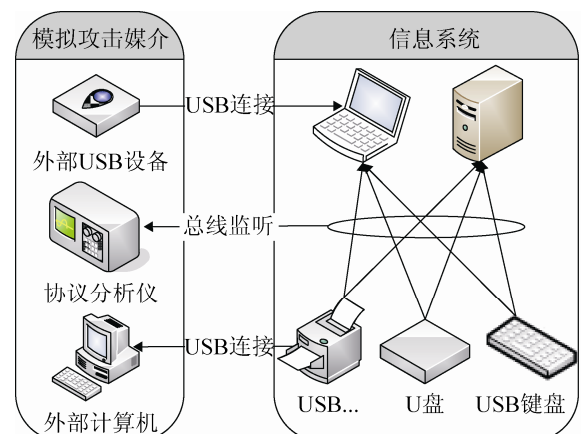 模拟攻击媒介
信息系统
USB连接
外部USB设备
总线监听
协议分析仪
USB连接
外部计算机
USB...
U盘
USB键盘